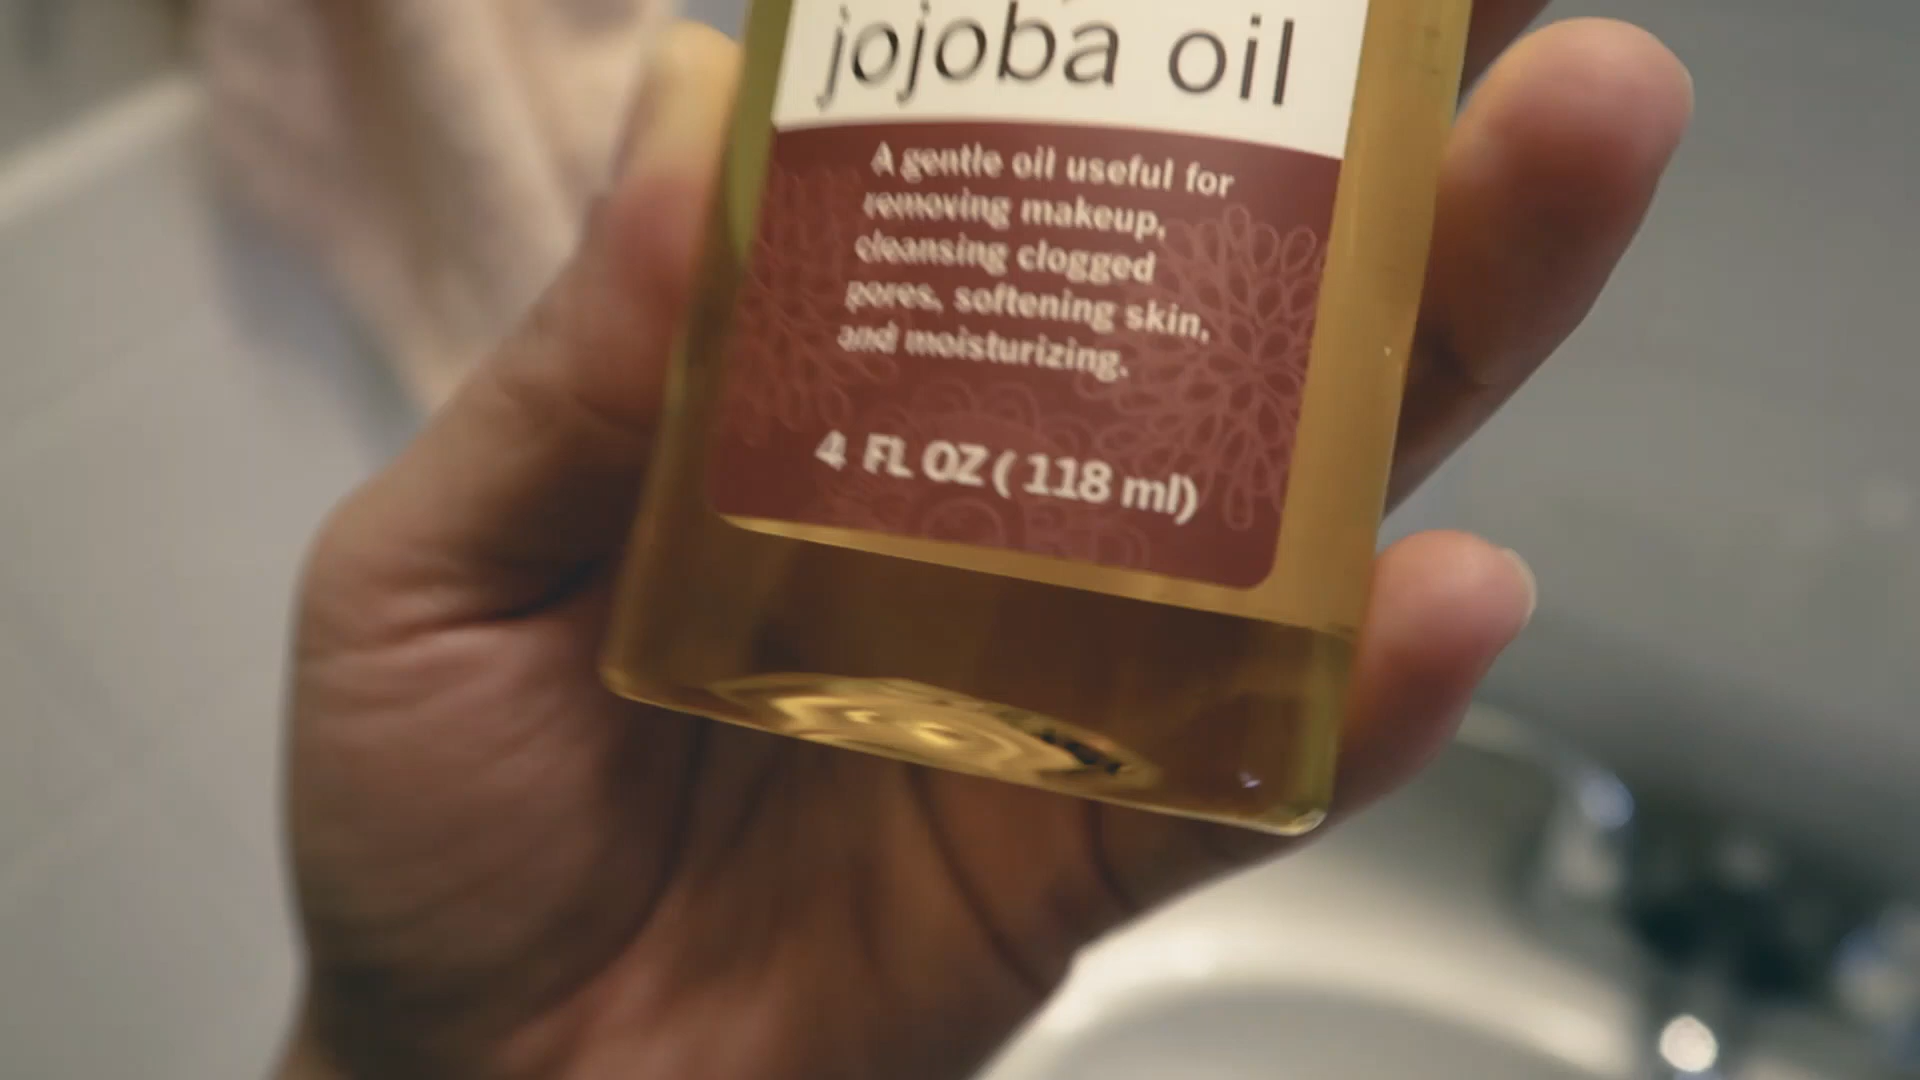 jojoba oil
A gentle oil useful for
removing makeup,
cleansing clogged
pores, softening skin,
and moisturizing.
4 FL OZ ( 118 ml)